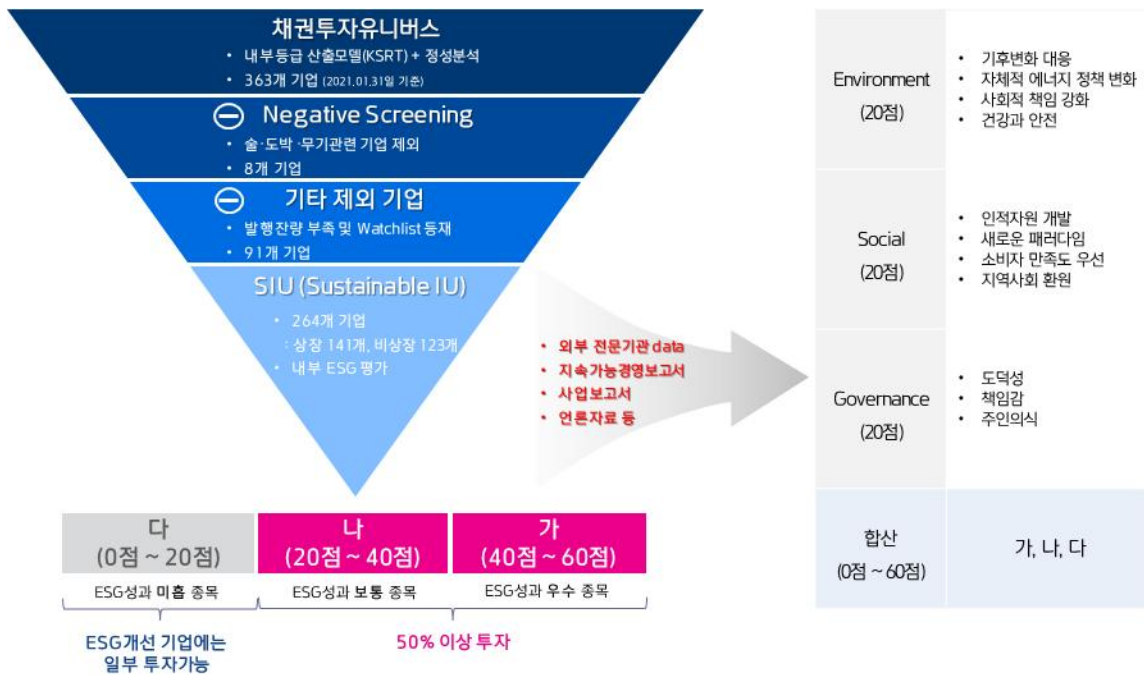 채권투자유니버스
• 내부등급 산출모델(KSRT) + 정성분석
• 363개 기업 (2021.01.31일 기준)
Negative Screening
• 술·도박·무기관련 기업 제외
• 8개 기업
기타 제외 기업
• 발행잔량 부족 및 Watchlist 등재
• 91개 기업
SIU (Sustainable IU)
• 264개 기업
: 상장 141개, 비상장 123개
• 내부 ESG 평가
• 외부 전문기관 data
• 지속가능경영보고서
• 사업보고서
• 언론자료 등
Environment
(20점)
• 기후변화 대응
• 자체적 에너지 정책 변화
• 사회적 책임 강화
• 건강과 안전
Social
(20점)
• 인적자원 개발
• 새로운 패러다임
• 소비자 만족도 우선
• 지역사회 환원
Governance
(20점)
• 도덕성
• 책임감
• 주인의식
합산
(0점 ~ 60점)
가, 나, 다
다
(0점 ~ 20점)
나
(20점 ~ 40점)
가
(40점 ~ 60점)
ESG성과 미흡 종목
ESG성과 보통 종목
ESG성과 우수 종목
ESG개선 기업에는
일부 투자가능
50% 이상 투자